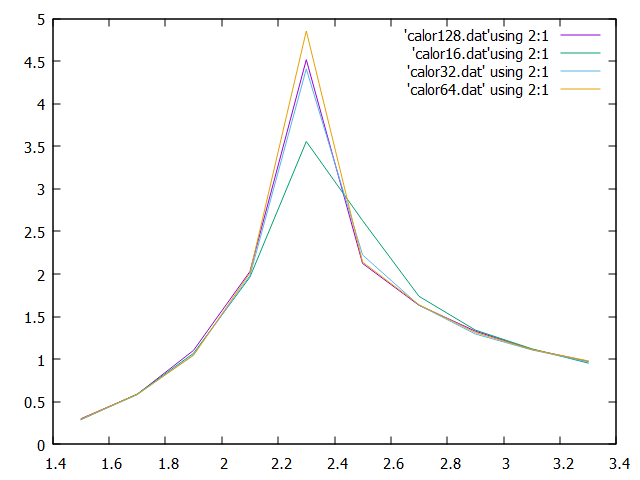 5
4.5
4
3.5
3
2.5
2
1.5
1
0.5
0
1.4 1.6 1.8 2 2.2 2.4 2.6 2.8 3 3.2 3.4
'calor128.dat'using 2:1
'calor16.dat'using 2:1
'calor32.dat' using 2:1
'calor64.dat' using 2:1